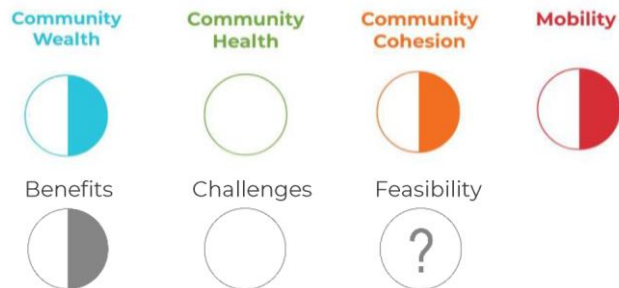 Community
Wealth
Community
Health
Community
Cohesion
Mobility
Benefits
Challenges
Feasibility
?